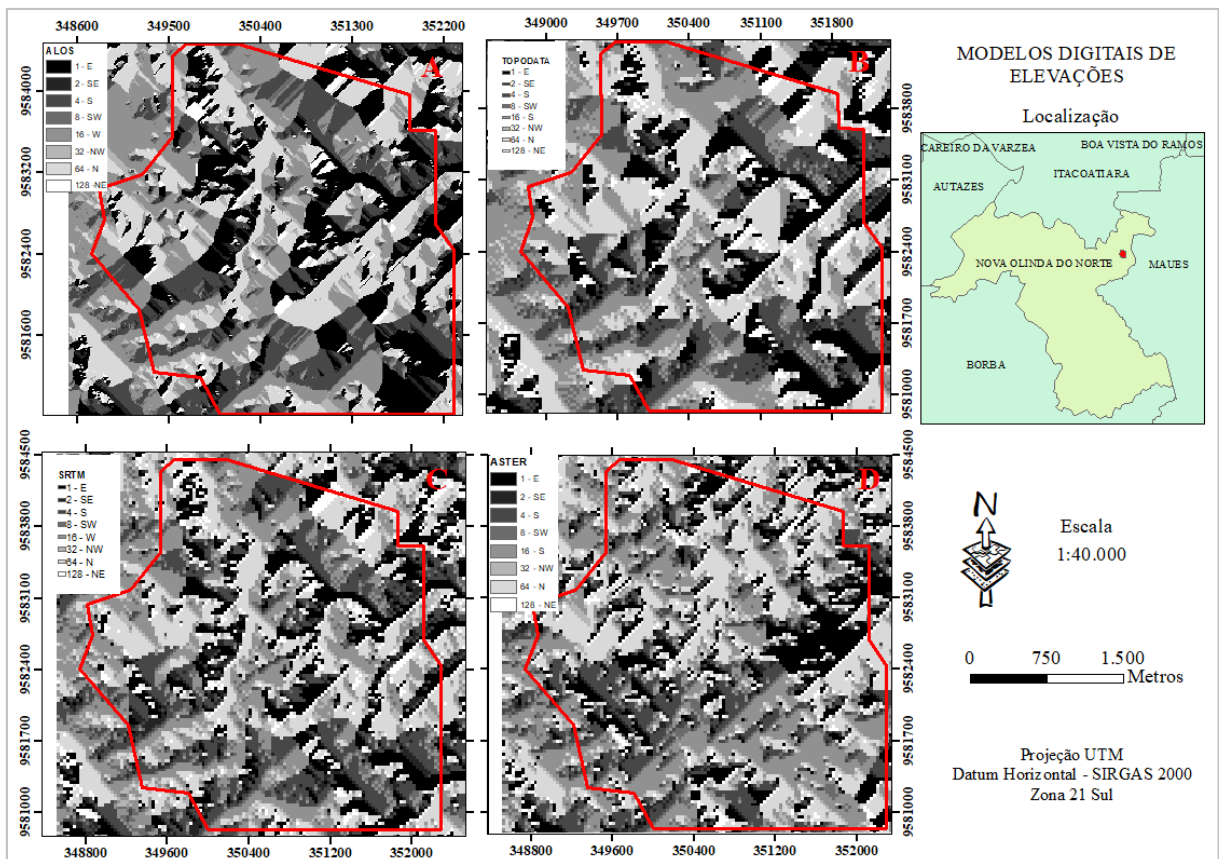 348600 349500 350400 351300 352200
349000 349700 350400 351100 351800
9584000
9583200
9582400
9581600
ALOS
1 - E
2 - SE
4 - S
8 - SW
16 - W
32 - NW
64 - N
128 - NE
A
TOPODATA
1 - E
2 - SE
4 - S
8 - SW
16 - S
32 - NW
64 - N
128 - NE
B
9583800
9583100
9582400
9581700
9581000
SRTM
1 - E
2 - SE
4 - S
8 - SW
16 - W
32 - NW
64 - N
128 - NE
C
9584500
9583800
9583100
9582400
9581700
9581000
ASTER
1 - E
2 - SE
4 - S
8 - SW
16 - S
32 - NW
64 - N
128 - NE
D
9584500
9583800
9583100
9582400
9581700
9581000
348800 349600 350400 351200 352000
348800 349600 350400 351200 352000
MODELOS DIGITAIS DE
ELEVAÇÕES
Localização
CAREIRO DA VARZEA
BOA VISTA DO RAMOS
ITACOATIARA
AUTAZES
NOVA OLINDA DO NORTE
MAUES
BORBA
N
Escala
1:40.000
0 750 1.500
Metros
Projeção UTM
Datum Horizontal - SIRGAS 2000
Zona 21 Sul